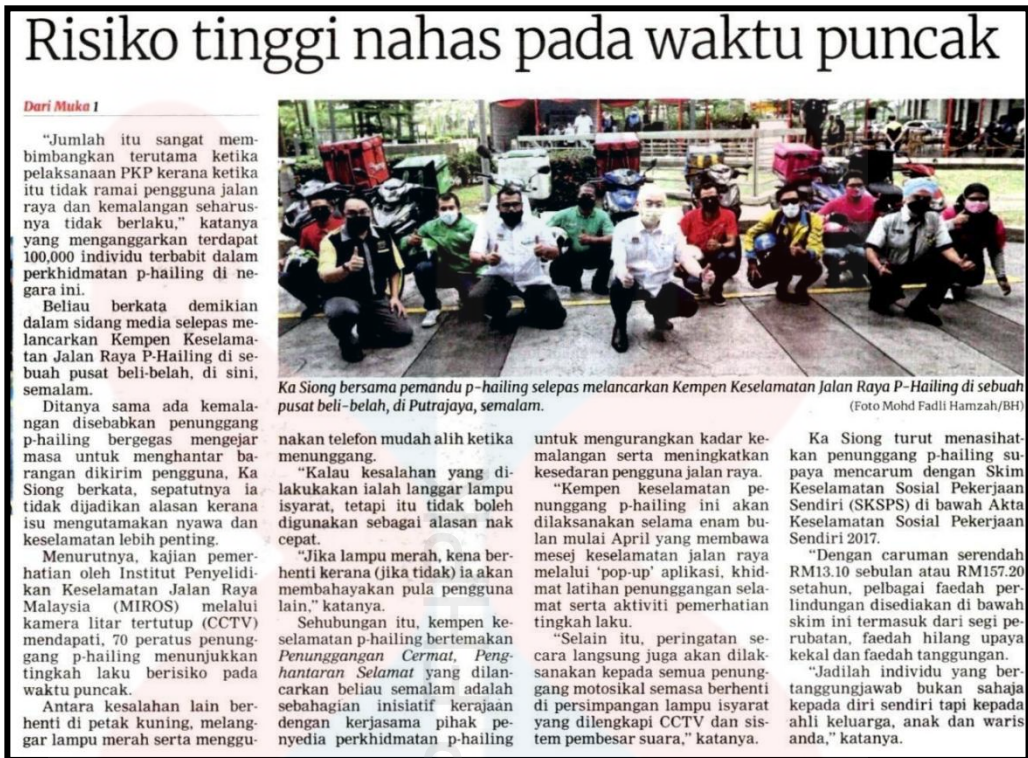 Risiko tinggi nahas pada waktu puncak
Dari Muka 1
“Jumlah itu sangat mem-
bimbangkan terutama ketika
pelaksanaan PKP kerana ketika
itu tidak ramai pengguna jalan
raya dan kemalangan seharus-
nya tidak berlaku,” katanya
yang menganggarkan terdapat
100,000 individu terbabit dalam
perkhidmatan p-hailing di ne-
gara ini.
Beliau berkata demikian
dalam sidang media selepas me-
lancarkan Kempen Keselama-
tan Jalan Raya P-Hailing di se-
buah pusat beli-belah, di sini,
semalam.
Ditanya sama ada kemala-
ngan disebabkan penunggang
p-hailing bergegas mengejar
masa untuk menghantar ba-
rangan dikirim pengguna, Ka
Siong berkata, sepatutnya ia
tidak dijadikan alasan kerana
isu mengutamakan nyawa dan
keselamatan lebih penting.
Menurutnya, kajian pemer-
hatian oleh Institut Penyelidi-
kan Keselamatan Jalan Raya
Malaysia (MIROS) melalui
kamera litar tertutup (CCTV)
mendapati, 70 peratus penung-
gang p-hailing menunjukkan
tingkah laku berisiko pada
waktu puncak.
Antara kesalahan lain ber-
henti di petak kuning, melang-
gar lampu merah serta menggu-
Ka Siong bersama pemandu p-hailing selepas melancarkan Kempen Keselamatan Jalan Raya P-Hailing di sebuah
pusat beli-belah, di Putrajaya, semalam.
(Foto Mohd Fadli Hamzah/BH)
nakan telefon mudah alih ketika
menunggang.
“Kalau kesalahan yang di-
lakukakan ialah langgar lampu
isyarat, tetapi itu tidak boleh
digunakan sebagai alasan nak
cepat.
“Jika lampu merah, kena ber-
henti kerana (jika tidak) ia akan
membahayakan pula pengguna
lain,” katanya.
Sehubungan itu, kempen ke-
selamatan p-hailing bertemakan
Penunggangan Cermat, Peng-
hantaran Selamat yang dilan-
carkan beliau semalam adalah
sebahagian inisiatif kerajaan
dengan kerjasama pihak pe-
nyedia perkhidmatan p-hailing
untuk mengurangkan kadar ke-
malangan serta meningkatkan
kesedaran pengguna jalan raya.
“Kempen keselamatan pe-
nunggang p-hailing ini akan
dilaksanakan selama enam bu-
lan mulai April yang membawa
mesej keselamatan jalan raya
melalui ‘pop-up’ aplikasi, khid-
mat latihan penunggangan sela-
mat serta aktiviti pemerhatian
tingkah laku.
“Selain itu, peringatan se-
cara langsung juga akan dilak-
sanakan kepada semua penung-
gang motosikal semasa berhenti
di persimpangan lampu isyarat
yang dilengkapi CCTV dan sis-
tem pembesar suara,” katanya.
Ka Siong turut menasihat-
kan penunggang p-hailing su-
paya mencarum dengan Skim
Keselamatan Sosial Pekerjaan
Sendiri (SKSPS) di bawah Akta
Keselamatan Sosial Pekerjaan
Sendiri 2017.
“Dengan caruman serendah
RM13.10 sebulan atau RM157.20
setahun, pelbagai faedah per-
lindungan disediakan di bawah
skim ini termasuk dari segi pe-
rubatan, faedah hilang upaya
kekal dan faedah tanggungan.
“Jadilah individu yang ber-
tanggungjawab bukan sahaja
kepada diri sendiri tapi kepada
ahli keluarga, anak dan waris
anda,” katanya.